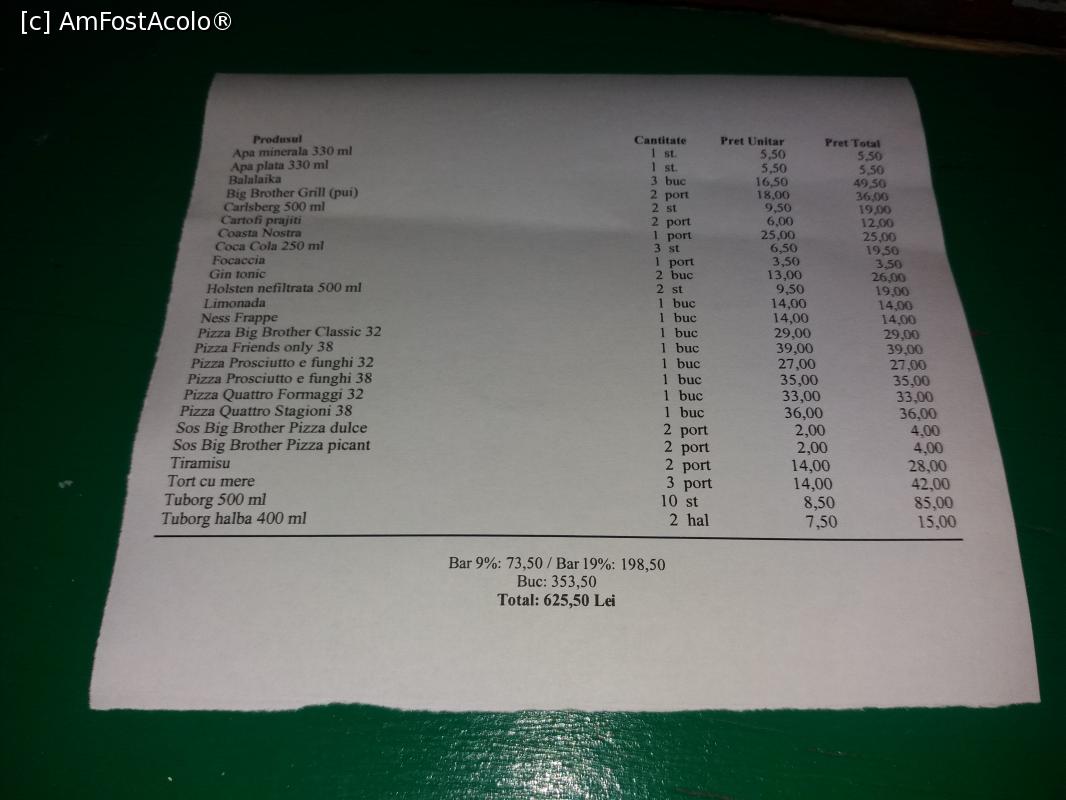 [c] AmFostAcolo®
Produsul Cantitate Pret Unitar Pret Total
Apa minerala 330 ml 1 st. 5,50 5,50
Apa plata 330 ml 1 st. 5,50 5,50
Balalaika 3 buc 16,50 49,50
Big Brother Grill (pui) 2 port 18,00 36,00
Carlsberg 500 ml 2 st 9,50 19,00
Cartofi prajiti 2 port 6,00 12,00
Coasta Nostra 1 port 25,00 25,00
Coca Cola 250 ml 3 st 6,50 19,50
Focaccia 1 port 3,50 3,50
Gin tonic 2 buc 13,00 26,00
Holsten nefiltrata 500 ml 2 st 9,50 19,00
Limonada 1 buc 14,00 14,00
Ness Frappe 1 buc 14,00 14,00
Pizza Big Brother Classic 32 1 buc 29,00 29,00
Pizza Friends only 38 1 buc 39,00 39,00
Pizza Prosciutto e funghi 32 1 buc 27,00 27,00
Pizza Prosciutto e funghi 38 1 buc 35,00 35,00
Pizza Quattro Formaggi 32 1 buc 33,00 33,00
Pizza Quattro Stagioni 38 1 buc 36,00 36,00
Sos Big Brother Pizza dulce 2 port 2,00 4,00
Sos Big Brother Pizza picant 2 port 2,00 4,00
Tiramisu 2 port 14,00 28,00
Tort cu mere 3 port 14,00 42,00
Tuborg 500 ml 10 st 8,50 85,00
Tuborg halba 400 ml 2 hal 7,50 15,00
Bar 9%: 73,50 / Bar 19%: 198,50
Buc: 353,50
Total: 625,50 Lei